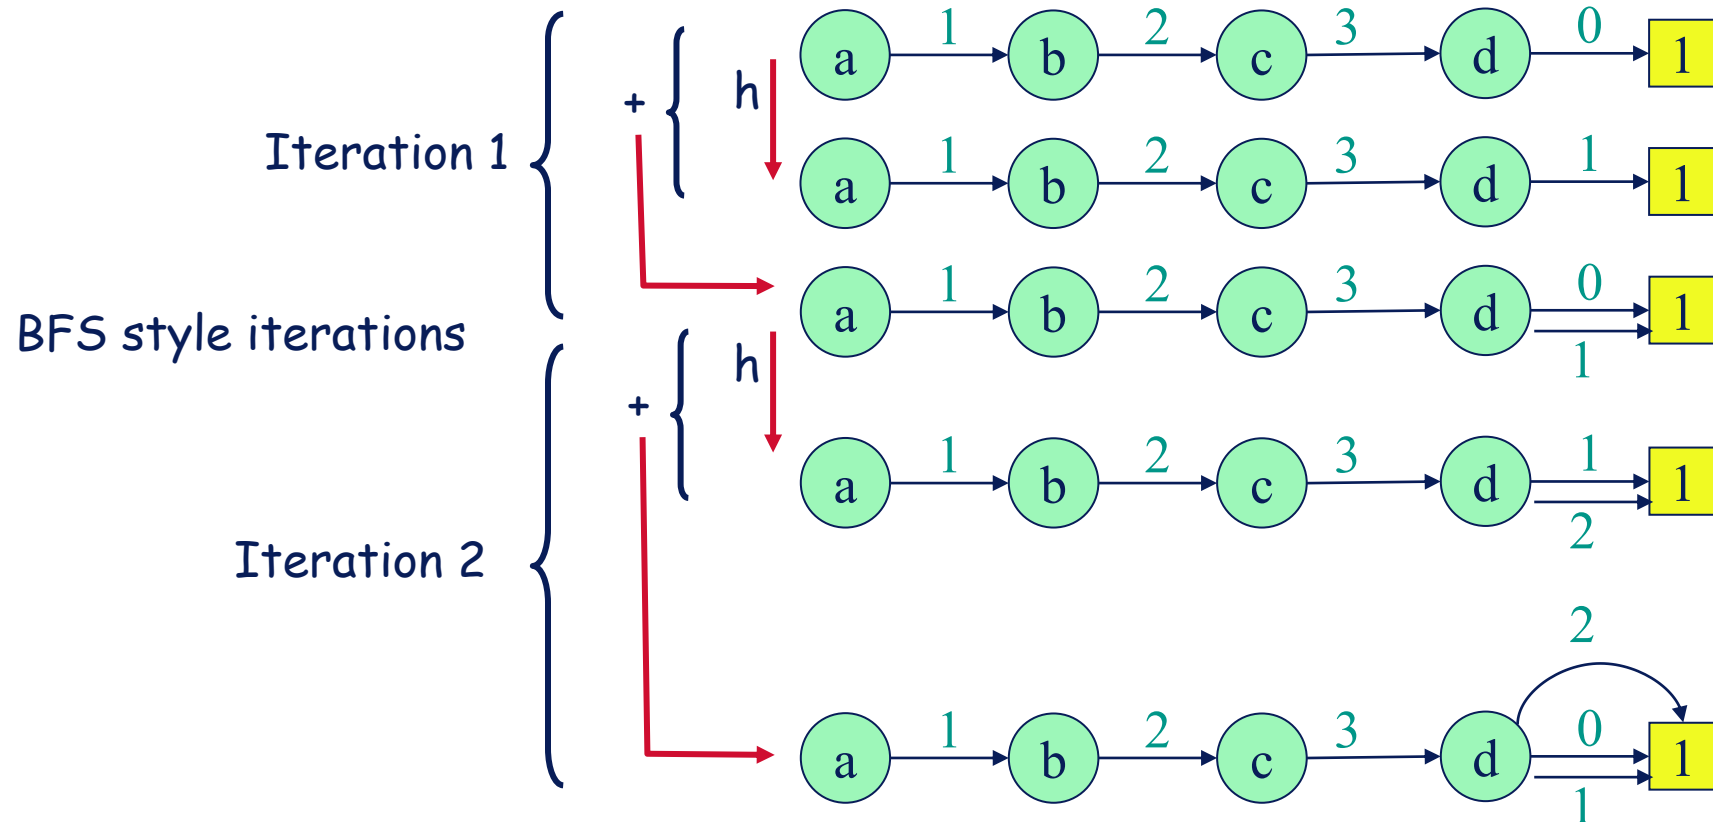 1 2 3 0
a b c d 1
+ h
Iteration 1
1 2 3 1
a b c d 1
1 2 3 0
a b c d 1
1
BFS style iterations
h
+
1 2 3 1
a b c d 1
2
Iteration 2
2
1 2 3 0
a b c d 1
1